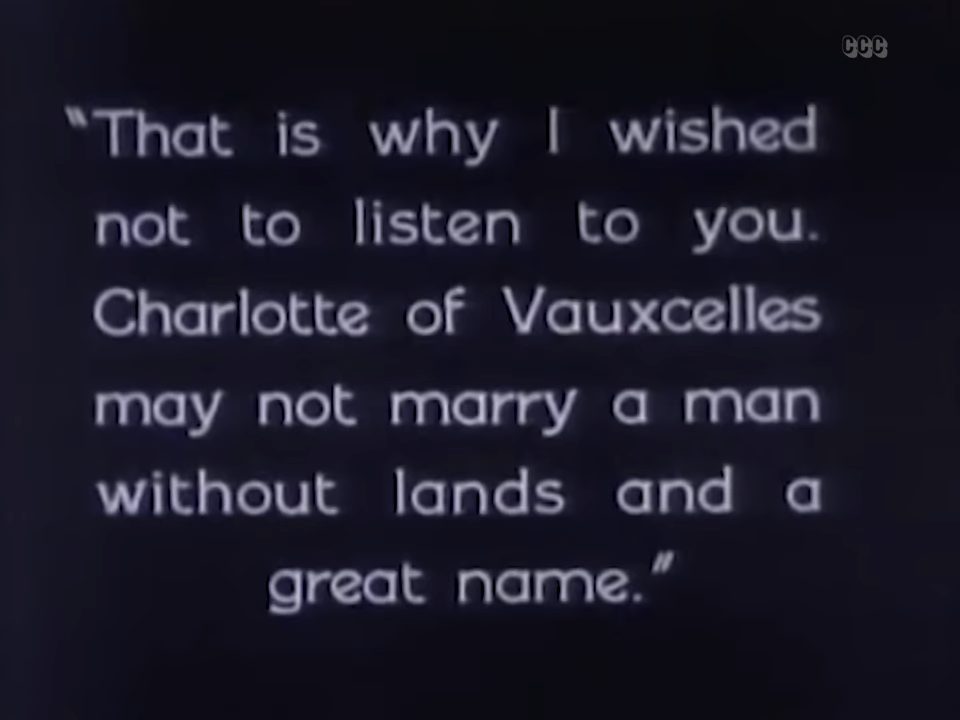 CCC
"That is why I wished
not to listen to you.
Charlotte of Vauxcelles
may not marry a man
without lands and a
great name."